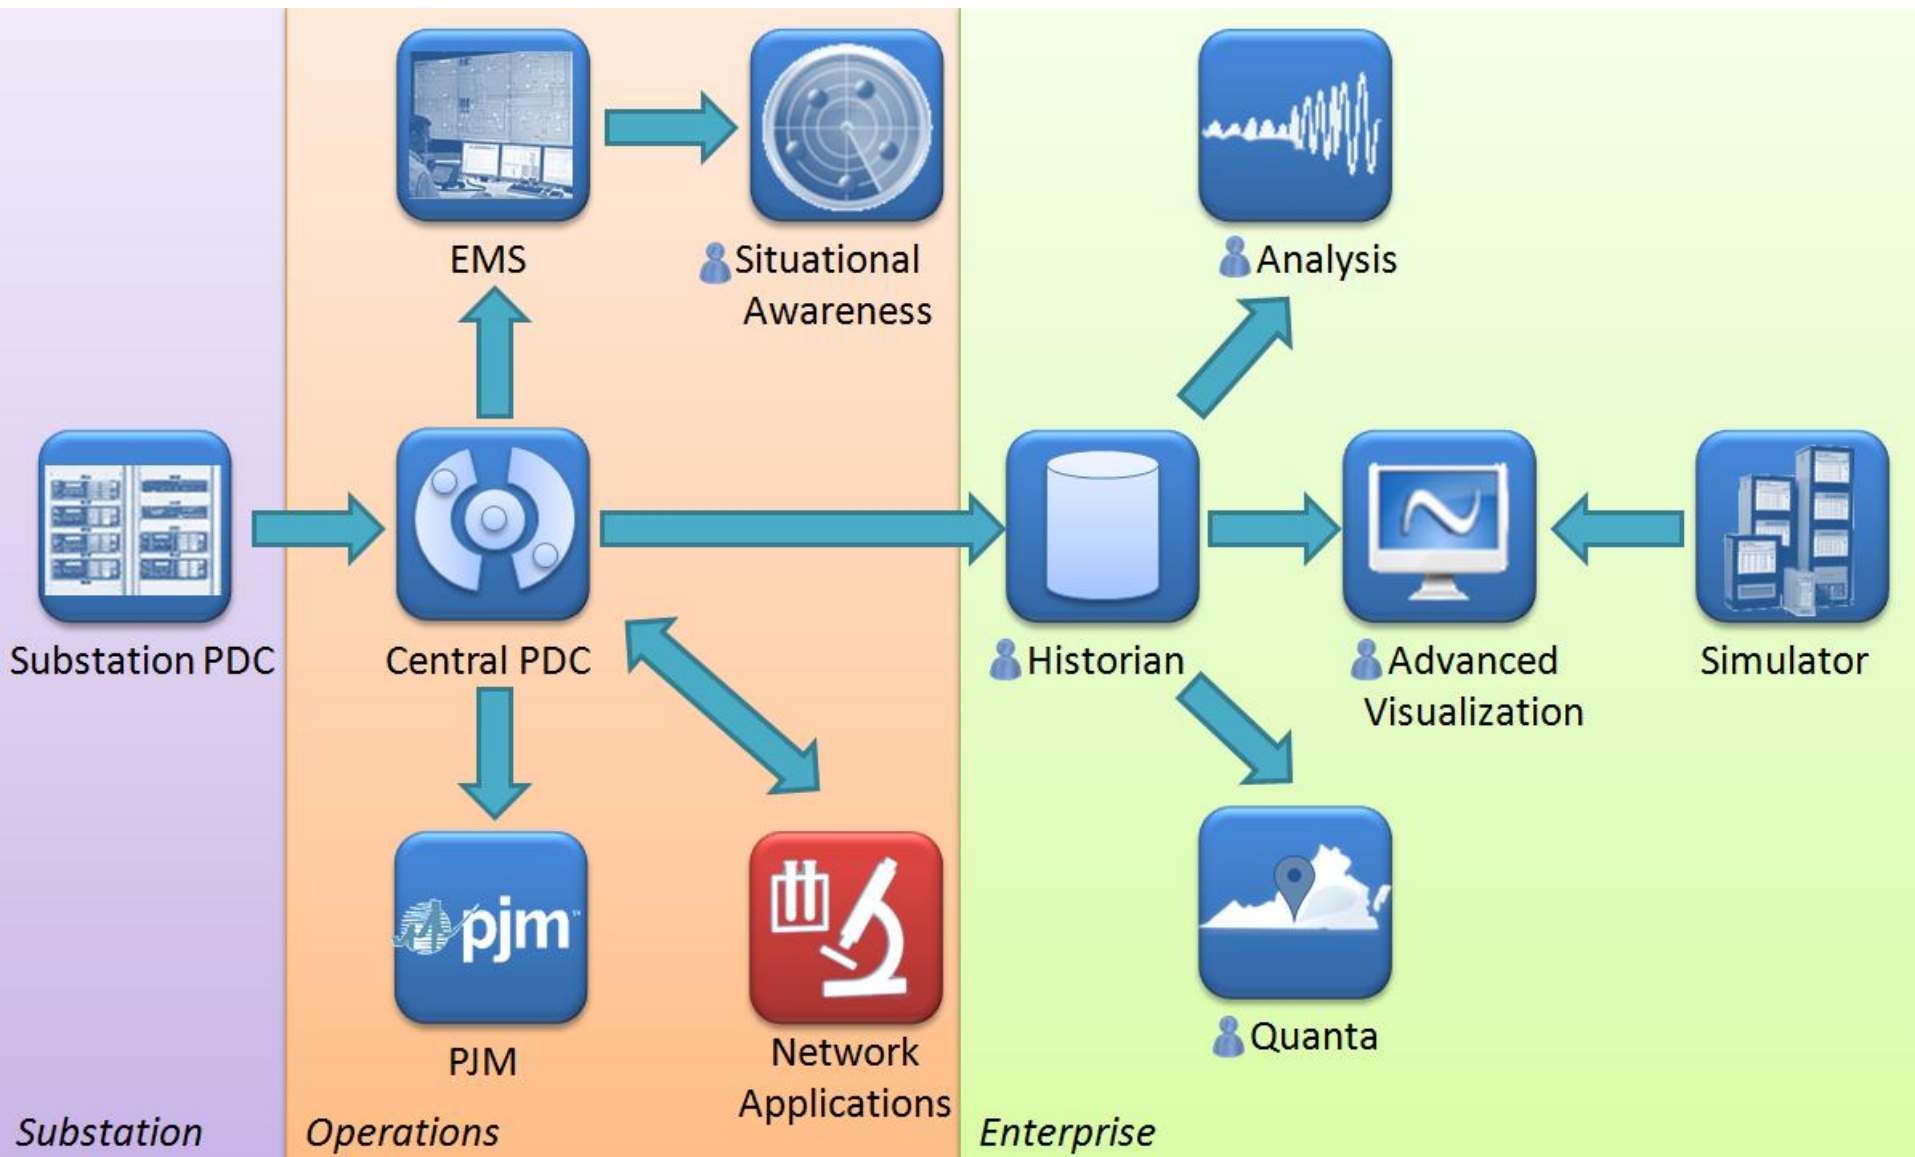 EMS
Situational
Awareness
Analysis
Substation PDC
Central PDC
Historian
Advanced
Visualization
Simulator
pjm
PJM
Network
Applications
Quanta
Substation
Operations
Enterprise